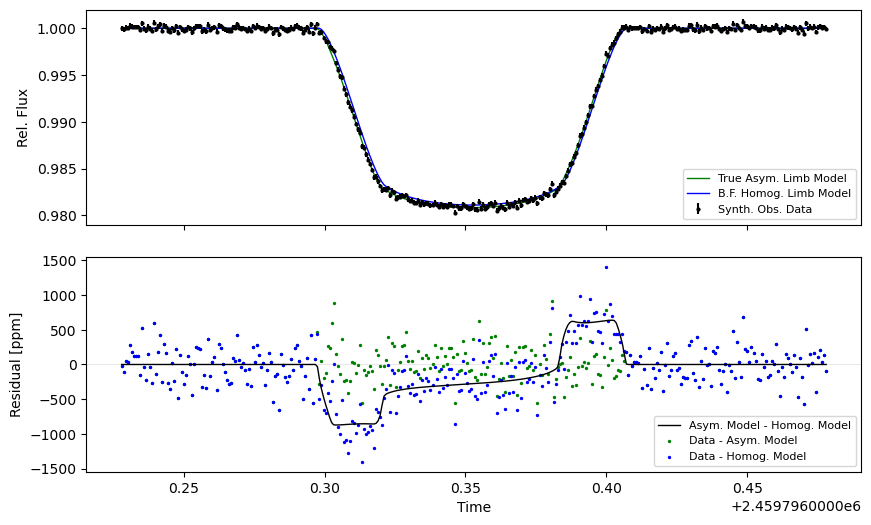 1.000
0.995
0.990
0.985
0.980
Rel. Flux
True Asym. Limb Model
B.F. Homog. Limb Model
Synth. Obs. Data
1500
1000
500
0
−500
−1000
−1500
Residual [ppm]
Asym. Model - Homog. Model
Data - Asym. Model
Data - Homog. Model
0.25
0.30
0.35
0.40
0.45
Time
+2.4597960000e6